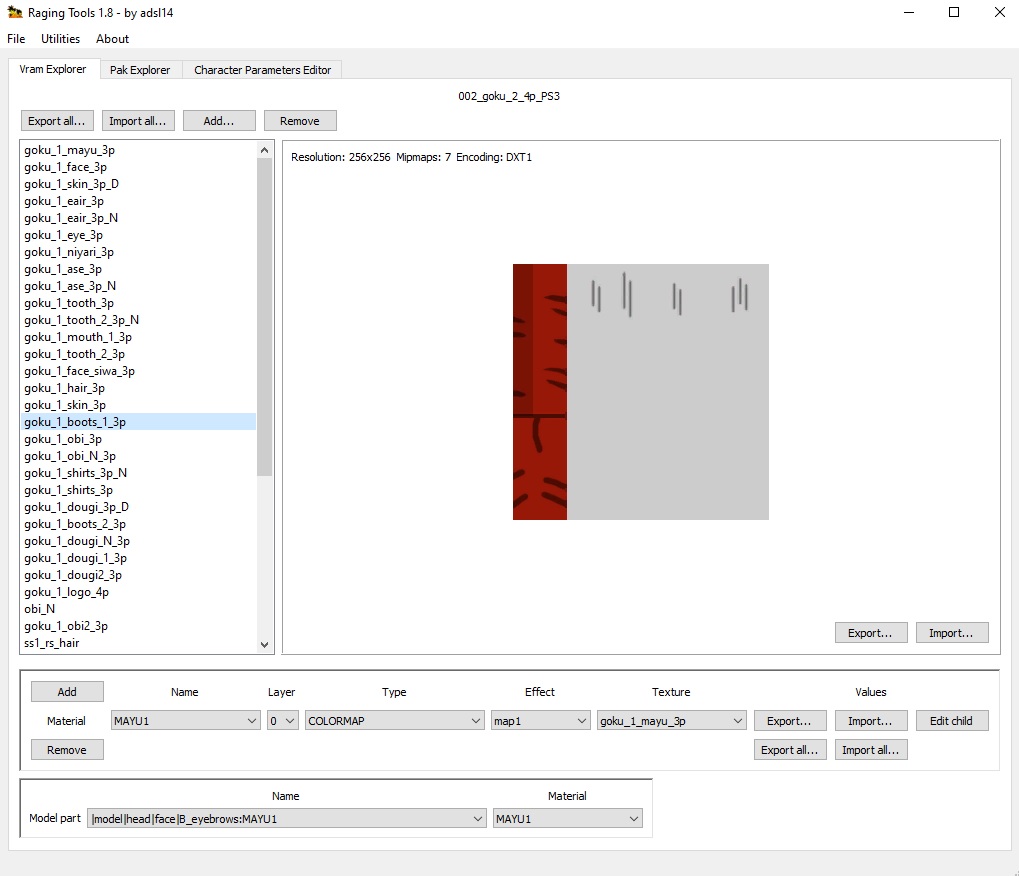 Raging Tools 1.8 - by adsl14
File Utilities About
Vram Explorer Pak Explorer Character Parameters Editor
002_goku_2_4p_PS3
Export all... Import all... Add... Remove
goku_1_mayu_3p
goku_1_face_3p
goku_1_skin_3p_D
goku_1_eair_3p
goku_1_eair_3p_N
goku_1_eye_3p
goku_1_niyari_3p
goku_1_ase_3p
goku_1_ase_3p_N
goku_1_tooth_3p
goku_1_tooth_2_3p_N
goku_1_mouth_1_3p
goku_1_tooth_2_3p
goku_1_face_siwa_3p
goku_1_hair_3p
goku_1_skin_3p
goku_1_boots_1_3p
goku_1_obi_3p
goku_1_obi_N_3p
goku_1_shirts_3p_N
goku_1_shirts_3p
goku_1_dougi_3p_D
goku_1_boots_2_3p
goku_1_dougi_N_3p
goku_1_dougi_1_3p
goku_1_dougi2_3p
goku_1_logo_4p
obi_N
goku_1_obi2_3p
ss1_rs_hair
Resolution: 256x256 Mipmaps: 7 Encoding: DXT1
Export... Import...
Add Name Layer Type Effect Texture Values
Material MAYU1 0 COLORMAP map1 goku_1_mayu_3p Export... Import... Edit child
Remove Export all... Import all...
Name Material
Model part |model|head|face|B_eyebrows:MAYU1 MAYU1